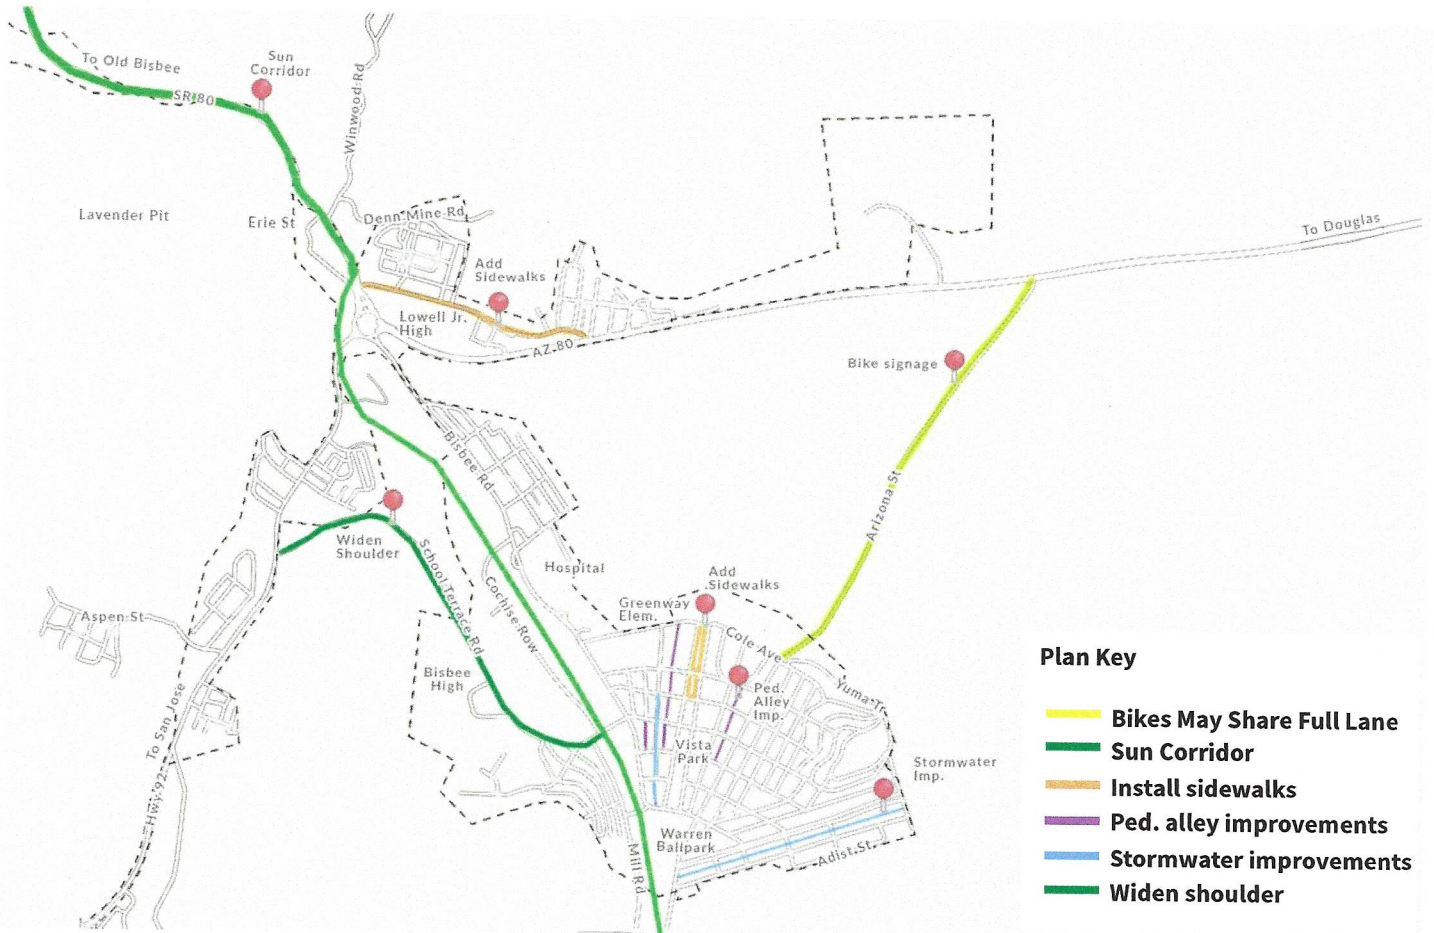 To Old Bisbee
Sun
Corridor
SR 80
Winwood Rd
Lavender Pit
Erie St
Denn Mine Rd
To Douglas
Add
Sidewalks
Lowell Jr.
High
AZ-80
Bike signage
Bisbee Rd
Arizona St
Widen
Shoulder
School Terrace Rd
Cochise Row
Hospital
Aspen St
Greenway
Elem.
Add
Sidewalks
Cole Ave
Bisbee
High
Ped.
Alley
Imp.
Yuma Tr
To San Jose
Vista
Park
Stormwater
Imp.
Hwy 92
Warren
Ballpark
Mill Rd
Adist. St.
Plan Key
Bikes May Share Full Lane
Sun Corridor
Install sidewalks
Ped. alley improvements
Stormwater improvements
Widen shoulder